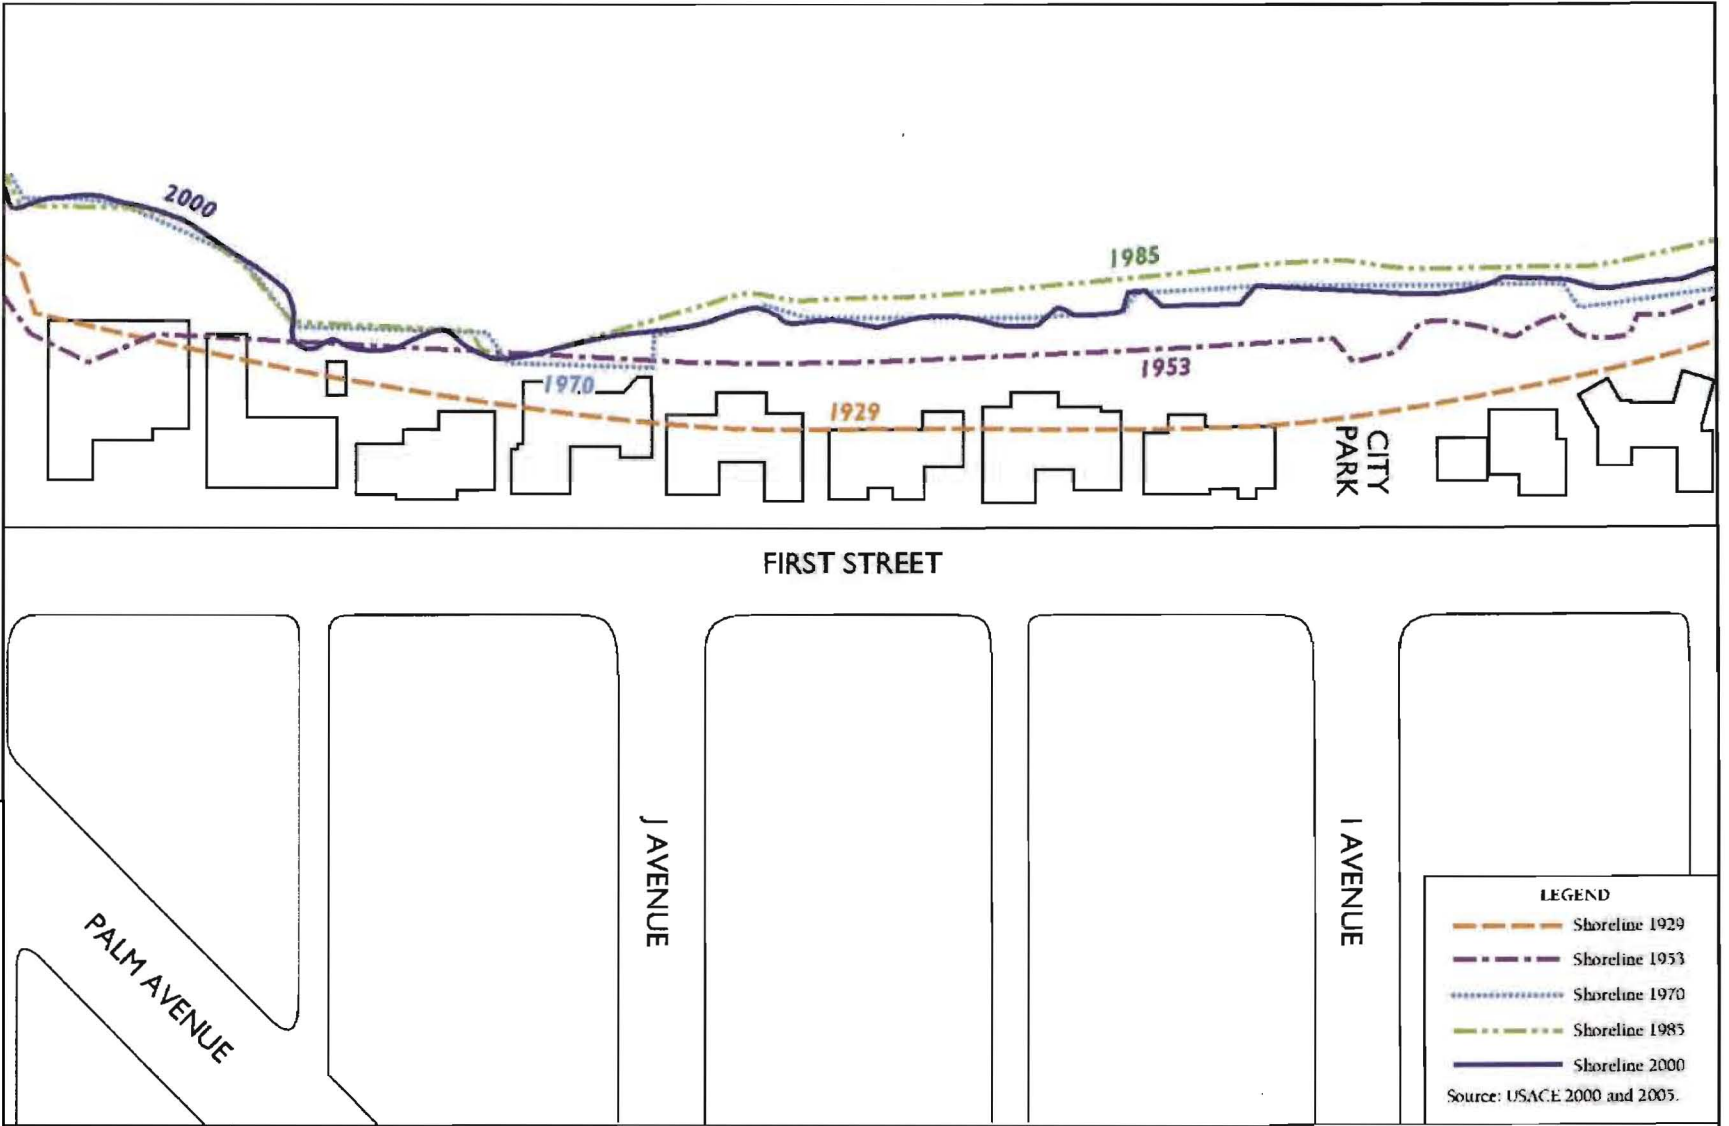 2000
1985
1953
1970
1929
CITY
PARK
FIRST STREET
J AVENUE
I AVENUE
PALM AVENUE
LEGEND
Shoreline 1929
Shoreline 1953
Shoreline 1970
Shoreline 1985
Shoreline 2000
Source: USACE 2000 and 2005.